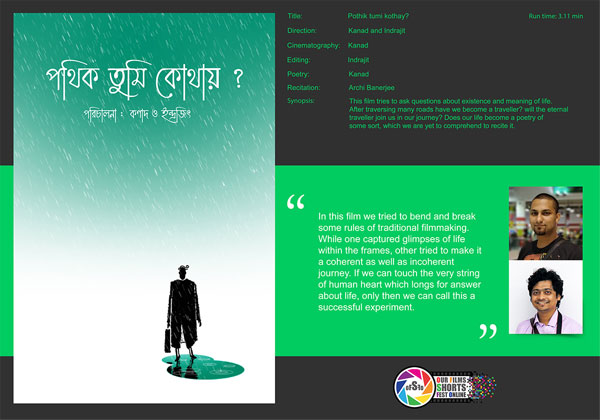 পথিক তুমি কোথায় ?
পরিচালনা : কণাদ ও ইন্দ্রজিৎ
Title: Pothik tumi kothay? Run time: 3.11 min
Direction: Kanad and Indrajit
Cinematography: Kanad
Editing: Indrajit
Poetry: Kanad
Recitation: Archi Banerjee
Synopsis: This film tries to ask questions about existence and meaning of life.
After traversing many roads have we become a traveller? will the eternal
traveller join us in our journey? Does our life become a poetry of
some sort, which we are yet to comprehend to recite it.
“
In this film we tried to bend and break
some rules of traditional filmmaking.
While one captured glimpses of life
within the frames, other tried to make it
a coherent as well as incoherent
journey. If we can touch the very string
of human heart which longs for answer
about life, only then we can call this a
successful experiment.
”
OFSFO
OUR FILMS
SHORTS
FEST ONLINE